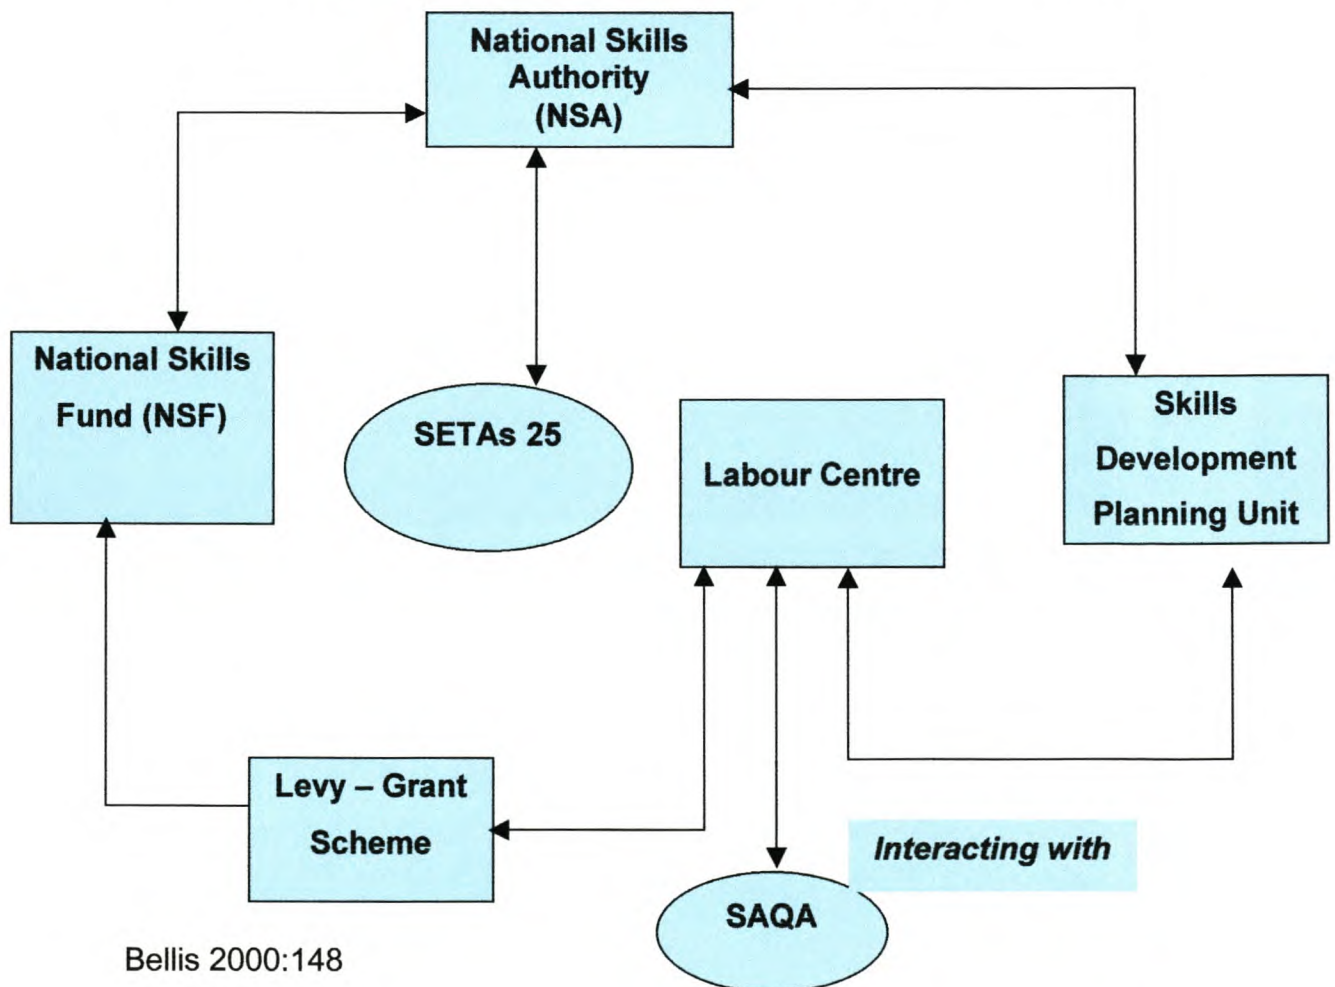 National Skills
Authority
(NSA)
National Skills
Fund (NSF)
SETAs 25
Labour Centre
Skills
Development
Planning Unit
Levy – Grant
Scheme
Interacting with
SAQA
Bellis 2000:148